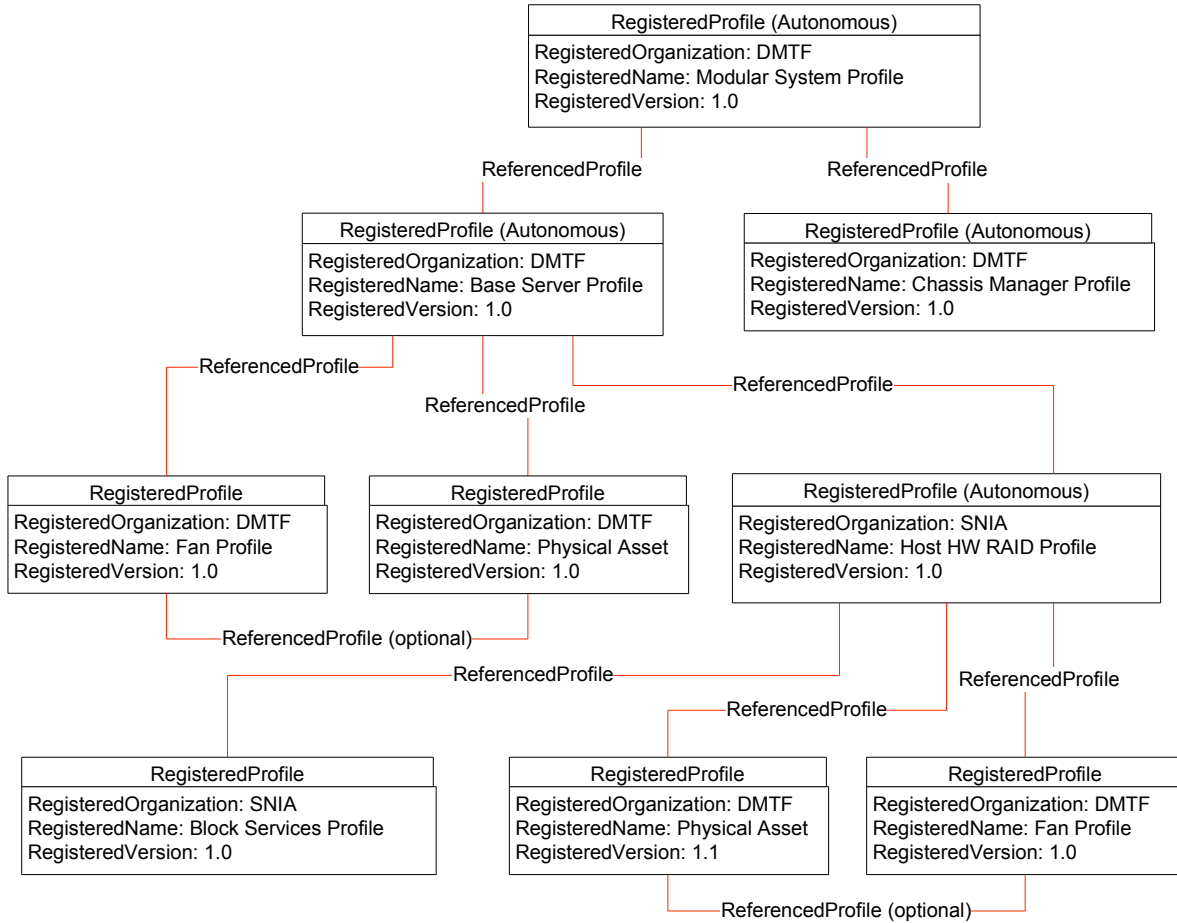 RegisteredProfile (Autonomous)
RegisteredOrganization: DMTF
RegisteredName: Modular System Profile
RegisteredVersion: 1.0
ReferencedProfile
ReferencedProfile
RegisteredProfile (Autonomous)
RegisteredOrganization: DMTF
RegisteredName: Base Server Profile
RegisteredVersion: 1.0
RegisteredProfile (Autonomous)
RegisteredOrganization: DMTF
RegisteredName: Chassis Manager Profile
RegisteredVersion: 1.0
ReferencedProfile
ReferencedProfile
ReferencedProfile
RegisteredProfile
RegisteredOrganization: DMTF
RegisteredName: Fan Profile
RegisteredVersion: 1.0
RegisteredProfile
RegisteredOrganization: DMTF
RegisteredName: Physical Asset
RegisteredVersion: 1.0
RegisteredProfile (Autonomous)
RegisteredOrganization: SNIA
RegisteredName: Host HW RAID Profile
RegisteredVersion: 1.0
ReferencedProfile (optional)
ReferencedProfile
ReferencedProfile
ReferencedProfile
RegisteredProfile
RegisteredOrganization: SNIA
RegisteredName: Block Services Profile
RegisteredVersion: 1.0
RegisteredProfile
RegisteredOrganization: DMTF
RegisteredName: Physical Asset
RegisteredVersion: 1.1
RegisteredProfile
RegisteredOrganization: DMTF
RegisteredName: Fan Profile
RegisteredVersion: 1.0
ReferencedProfile (optional)